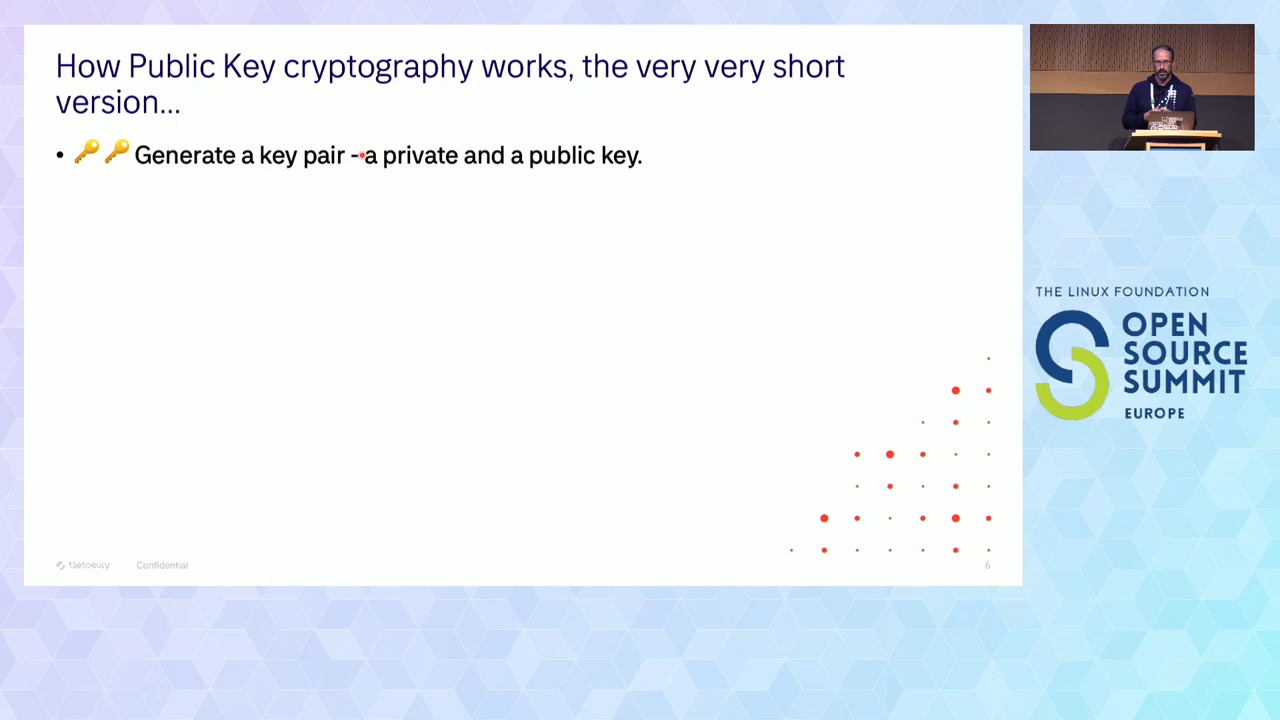 How Public Key cryptography works, the very very short
version...
• 🔑 🔑 Generate a key pair - a private and a public key.
tietoevry
Confidential
6
THE LINUX FOUNDATION
OPEN
SOURCE
SUMMIT
EUROPE